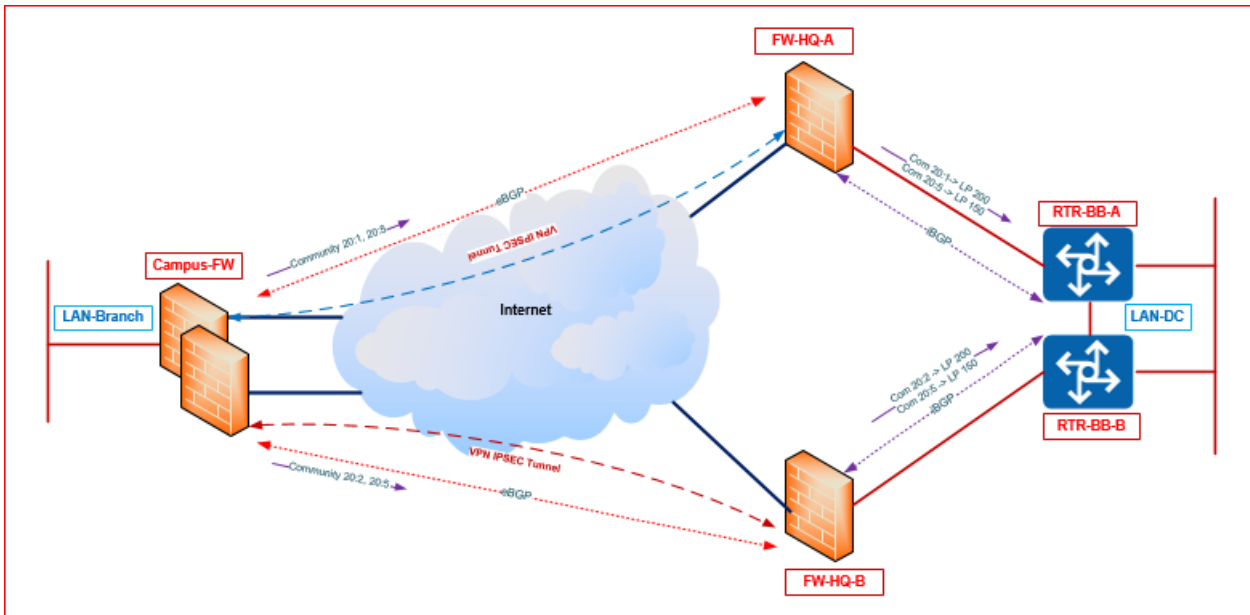 FW-HQ-A
Com 20:1-> LP 200
Com 20:5 -> LP 150
eBGP
VPN IPSEC Tunnel
Community 20:1, 20:5
iBGP
RTR-BB-A
Campus-FW
LAN-Branch
Internet
LAN-DC
Com 20:2 -> LP 200
Com 20:5 -> LP 150
iBGP
RTR-BB-B
VPN IPSEC Tunnel
Community 20:2, 20:5
eBGP
FW-HQ-B